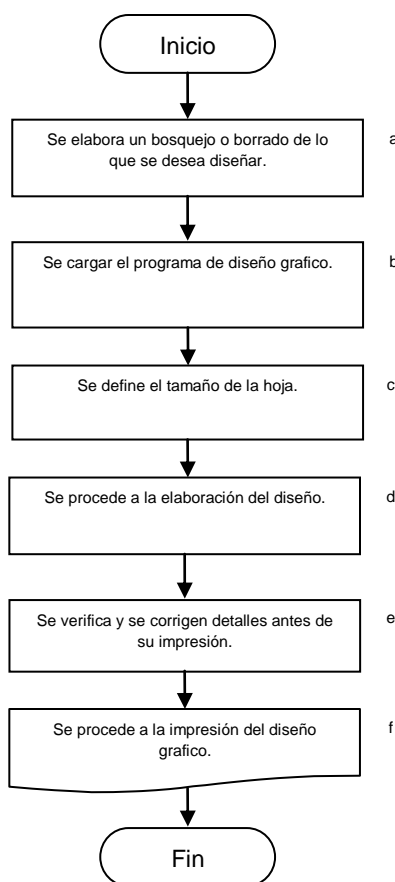 Inicio
Se elabora un bosquejo o borrado de lo
que se desea diseñar.
a
Se cargar el programa de diseño grafico.
b
Se define el tamaño de la hoja.
c
Se procede a la elaboración del diseño.
d
Se verifica y se corrigen detalles antes de
su impresión.
e
Se procede a la impresión del diseño
grafico.
f
Fin